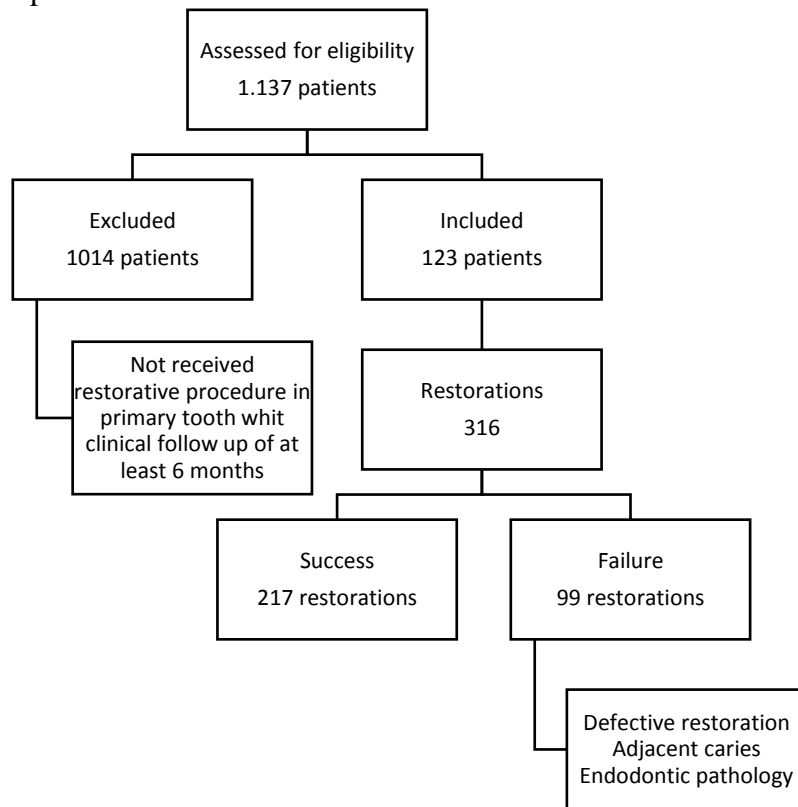 Assessed for eligibility
1.137 patients
Excluded
1014 patients
Included
123 patients
Not received
restorative procedure in
primary tooth whit
clinical follow up of at
least 6 months
Restorations
316
Success
217 restorations
Failure
99 restorations
Defective restoration
Adjacent caries
Endodontic pathology